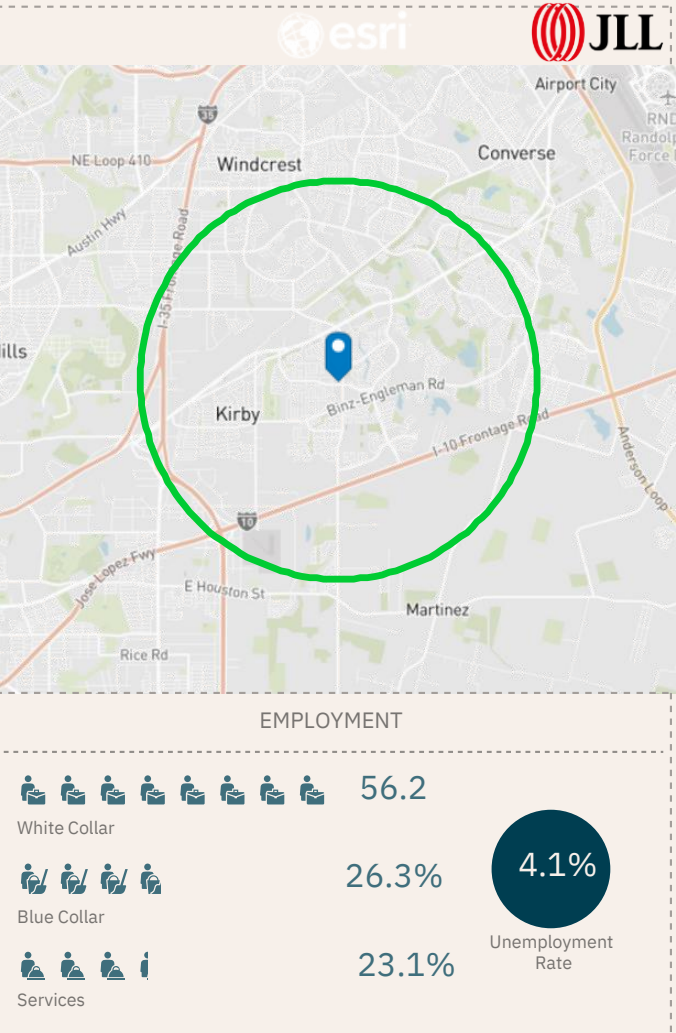 esri
JLL
Airport City
35
RND
Randol
Force
NE Loop 410
Windcrest
Converse
Austin Hwy
I-35 Frontage Road
ills
Kirby
Binz-Engleman Rd
I-10 Frontage Road
Anderson Loop
10
Jose Lopez Fwy
E Houston St
Martinez
Rice Rd
EMPLOYMENT
56.2
White Collar
26.3%
Blue Collar
23.1%
Services
4.1%
Unemployment
Rate